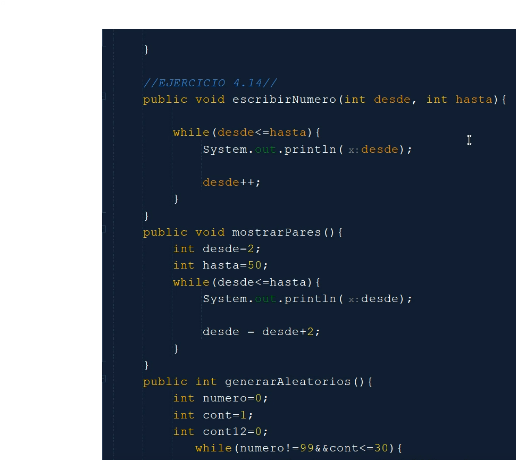 }
//EJERCICIO 4.14//
public void escribirNumero(int desde, int hasta){
while(desde<=hasta){
System.out.println( x:desde);
desde++;
}
}
public void mostrarPares(){
int desde=2;
int hasta=50;
while(desde<=hasta){
System.out.println( x:desde);
desde = desde+2;
}
}
public int generarAleatorios(){
int numero=0;
int cont=1;
int cont12=0;
while(numero!=99&&cont<=30){